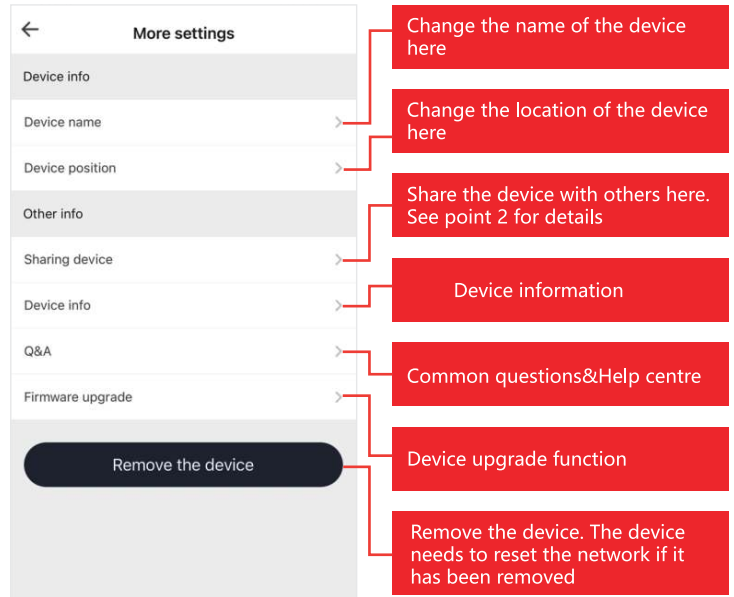 More settings
Device info
Device name
Device position
Other info
Sharing device
Device info
Q&A
Firmware upgrade
Remove the device
Change the name of the device
here
Change the location of the device
here
Share the device with others here.
See point 2 for details
Device information
Common questions&Help centre
Device upgrade function
Remove the device. The device
needs to reset the network if it
has been removed